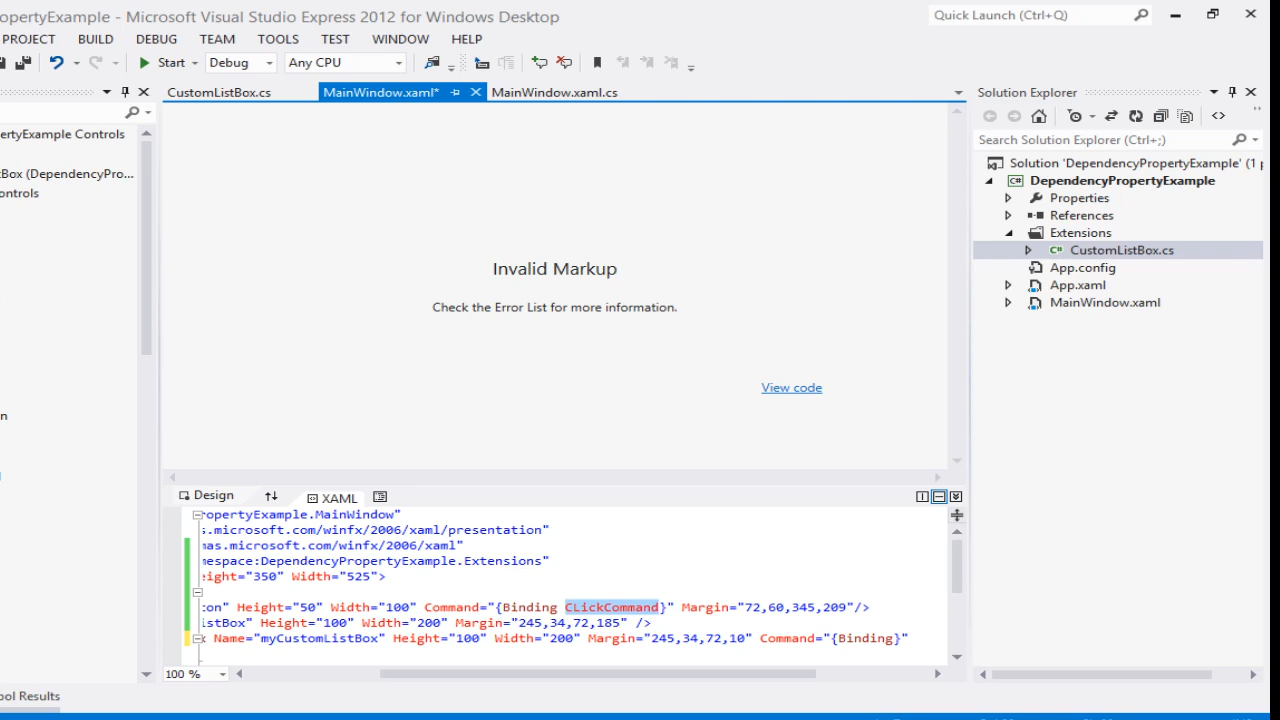 opertyExample - Microsoft Visual Studio Express 2012 for Windows Desktop
Quick Launch (Ctrl+Q)
PROJECT BUILD DEBUG TEAM TOOLS TEST WINDOW HELP
Start Debug Any CPU
CustomListBox.cs MainWindow.xaml* MainWindow.xaml.cs
Solution Explorer
Search Solution Explorer (Ctrl+;)
ertyExample Controls
tBox (DependencyPro...
ontrols
n
Solution 'DependencyPropertyExample' (1 p
DependencyPropertyExample
Properties
References
Extensions
CustomListBox.cs
App.config
App.xaml
MainWindow.xaml
Invalid Markup
Check the Error List for more information.
View code
Design XAML
ropertyExample.MainWindow"
s.microsoft.com/winfx/2006/xaml/presentation"
mas.microsoft.com/winfx/2006/xaml"
mespace:DependencyPropertyExample.Extensions"
eight="350" Width="525">
ton" Height="50" Width="100" Command="{Binding CLickCommand}" Margin="72,60,345,209"/>
istBox" Height="100" Width="200" Margin="245,34,72,185" />
x Name="myCustomListBox" Height="100" Width="200" Margin="245,34,72,10" Command="{Binding}"
100 %
ool Results